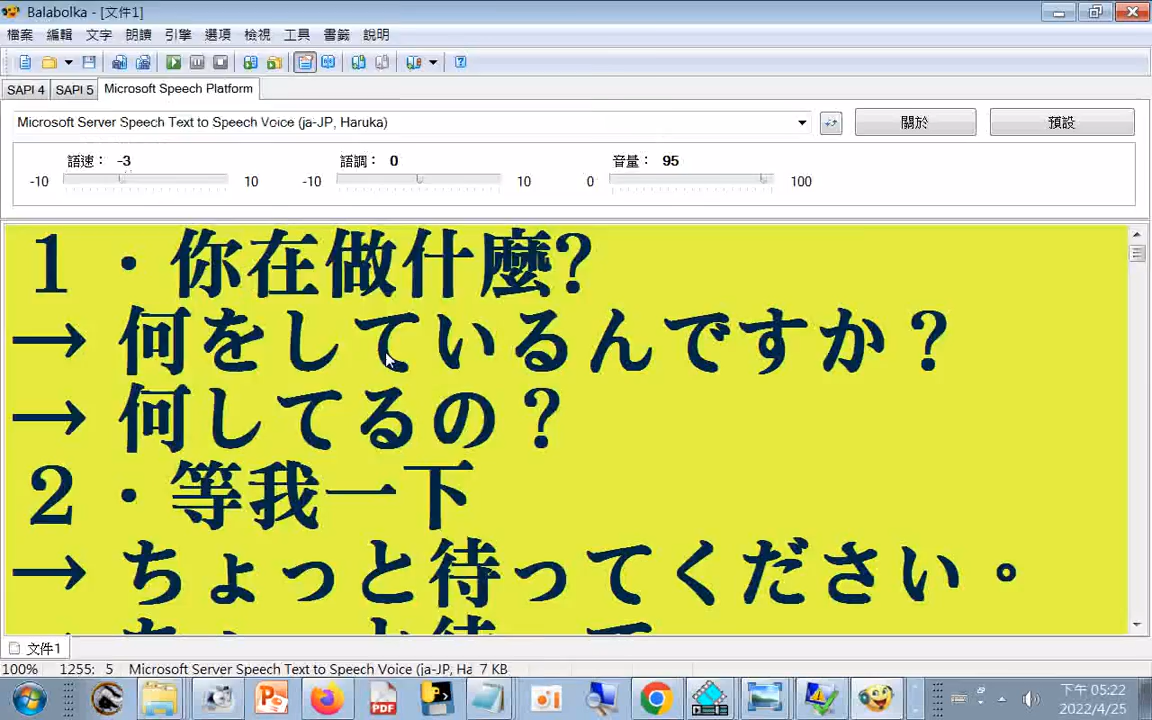 Balabolka - [文件1]
檔案 編輯 文字 朗讀 引擎 選項 檢視 工具 書籤 說明
SAPI 4 SAPI 5 Microsoft Speech Platform
Microsoft Server Speech Text to Speech Voice (ja-JP, Haruka) 關於 預設
語速： -3 語調： 0 音量： 95
-10 10 -10 10 0 100
1．你在做什麼?
→ 何をしているんですか？
→ 何してるの？
2．等我一下
→ ちょっと待ってください。
文件1
100% 1255: 5 Microsoft Server Speech Text to Speech Voice (ja-JP, Ha 7 KB
PDF
下午 05:22
2022/4/25